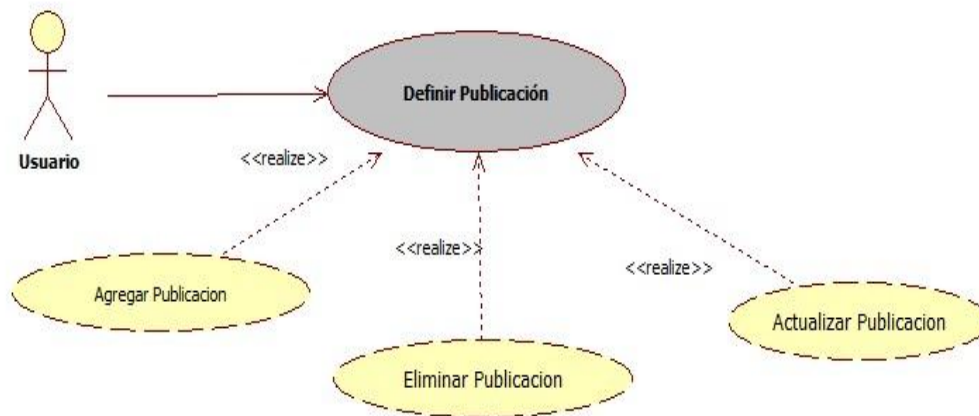 Definir Publicación
Usuario
<<realize>>
<<realize>>
<<realize>>
Agregar Publicacion
Actualizar Publicacion
Eliminar Publicacion